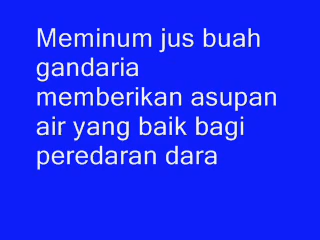 Meminum jus buah
gandaria
memberikan asupan
air yang baik bagi
peredaran dara